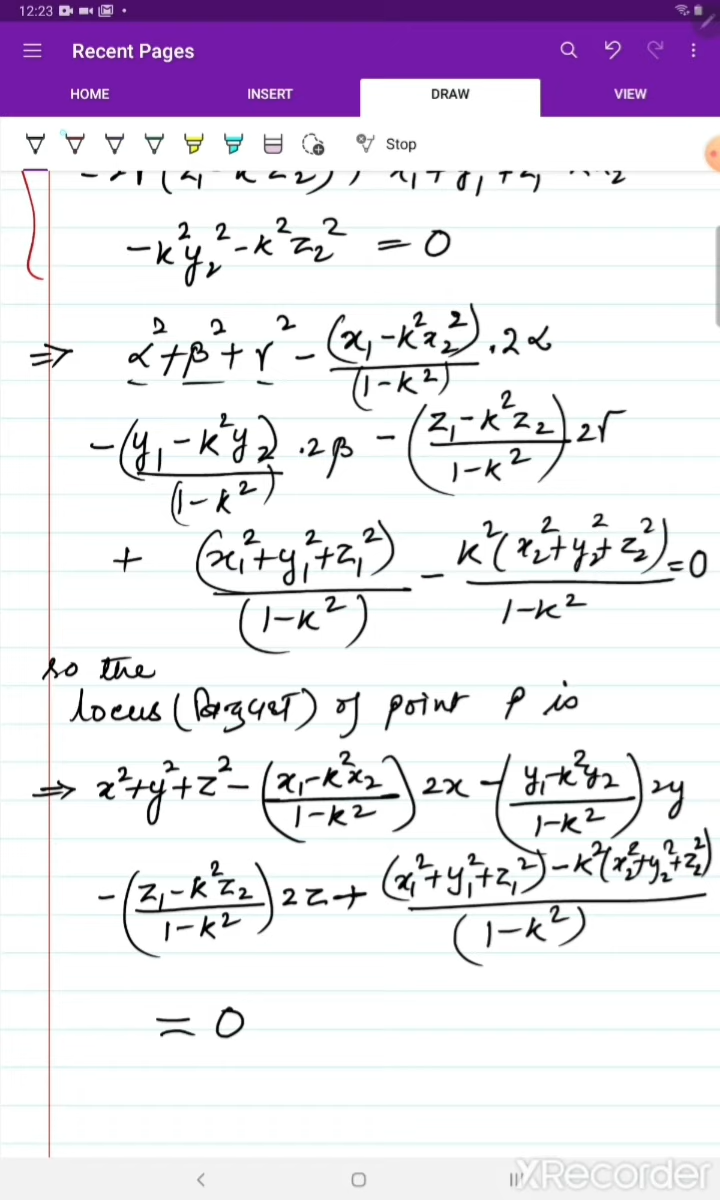 12:23
Recent Pages
HOME INSERT DRAW VIEW
Stop
-k²y₂² - k²z₂² = 0
⇒ α² + β² + r² - (x₁ - k²x₂²)/(1-k²) . 2α
- (y₁ - k²y₂)/(1-k²) . 2β - (z₁ - k²z₂/1-k²) 2r
+ (x₁² + y₁² + z₁²)/(1-k²) - k²(x₂² + y₂² + z₂²)/1-k² = 0
so the
locus ( ) of point P is
⇒ x² + y² + z² - (x₁ - k²x₂/1-k²) 2x - (y₁ - k²y₂/1-k²) 2y
- (z₁ - k²z₂/1-k²) 2z + (x₁² + y₁² + z₁²) - k²(x₂² + y₂² + z₂²)/(1-k²)
= 0
XRecorder